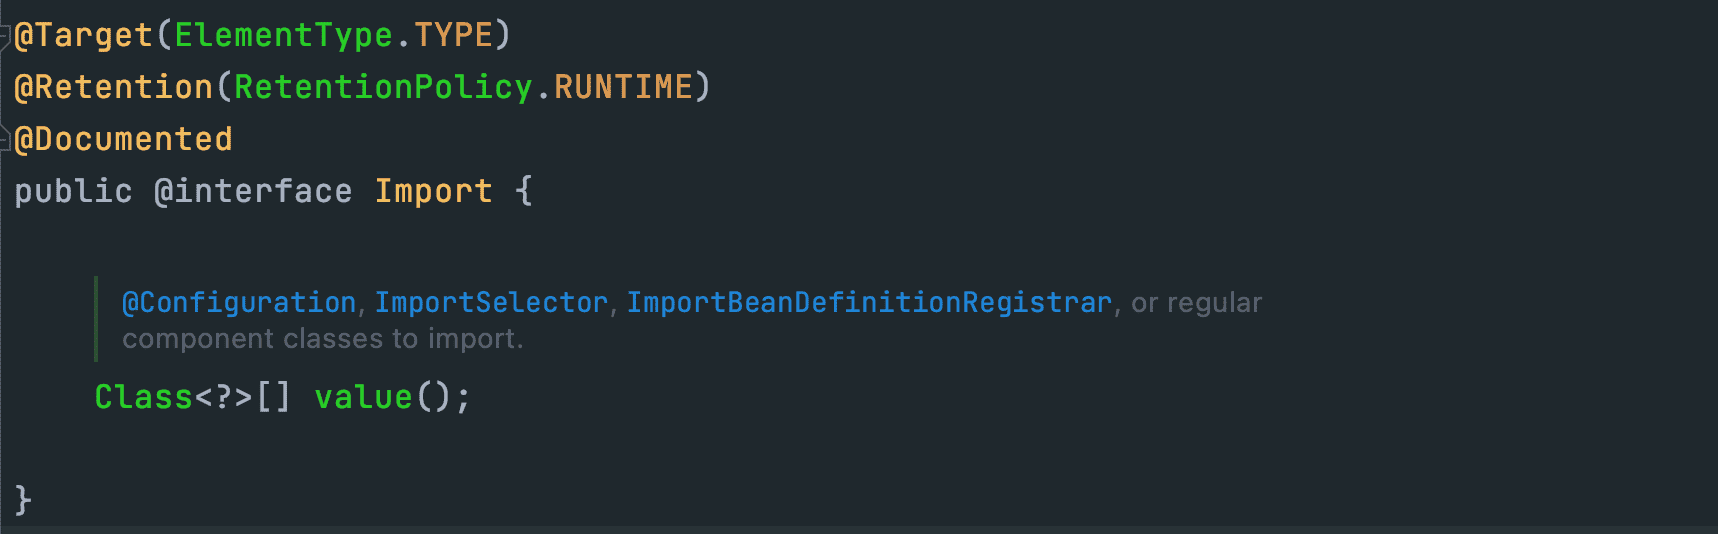 @Target(ElementType.TYPE)
@Retention(RetentionPolicy.RUNTIME)
@Documented
public @interface Import {
@Configuration, ImportSelector, ImportBeanDefinitionRegistrar, or regular
component classes to import.
Class<?>[] value();
}